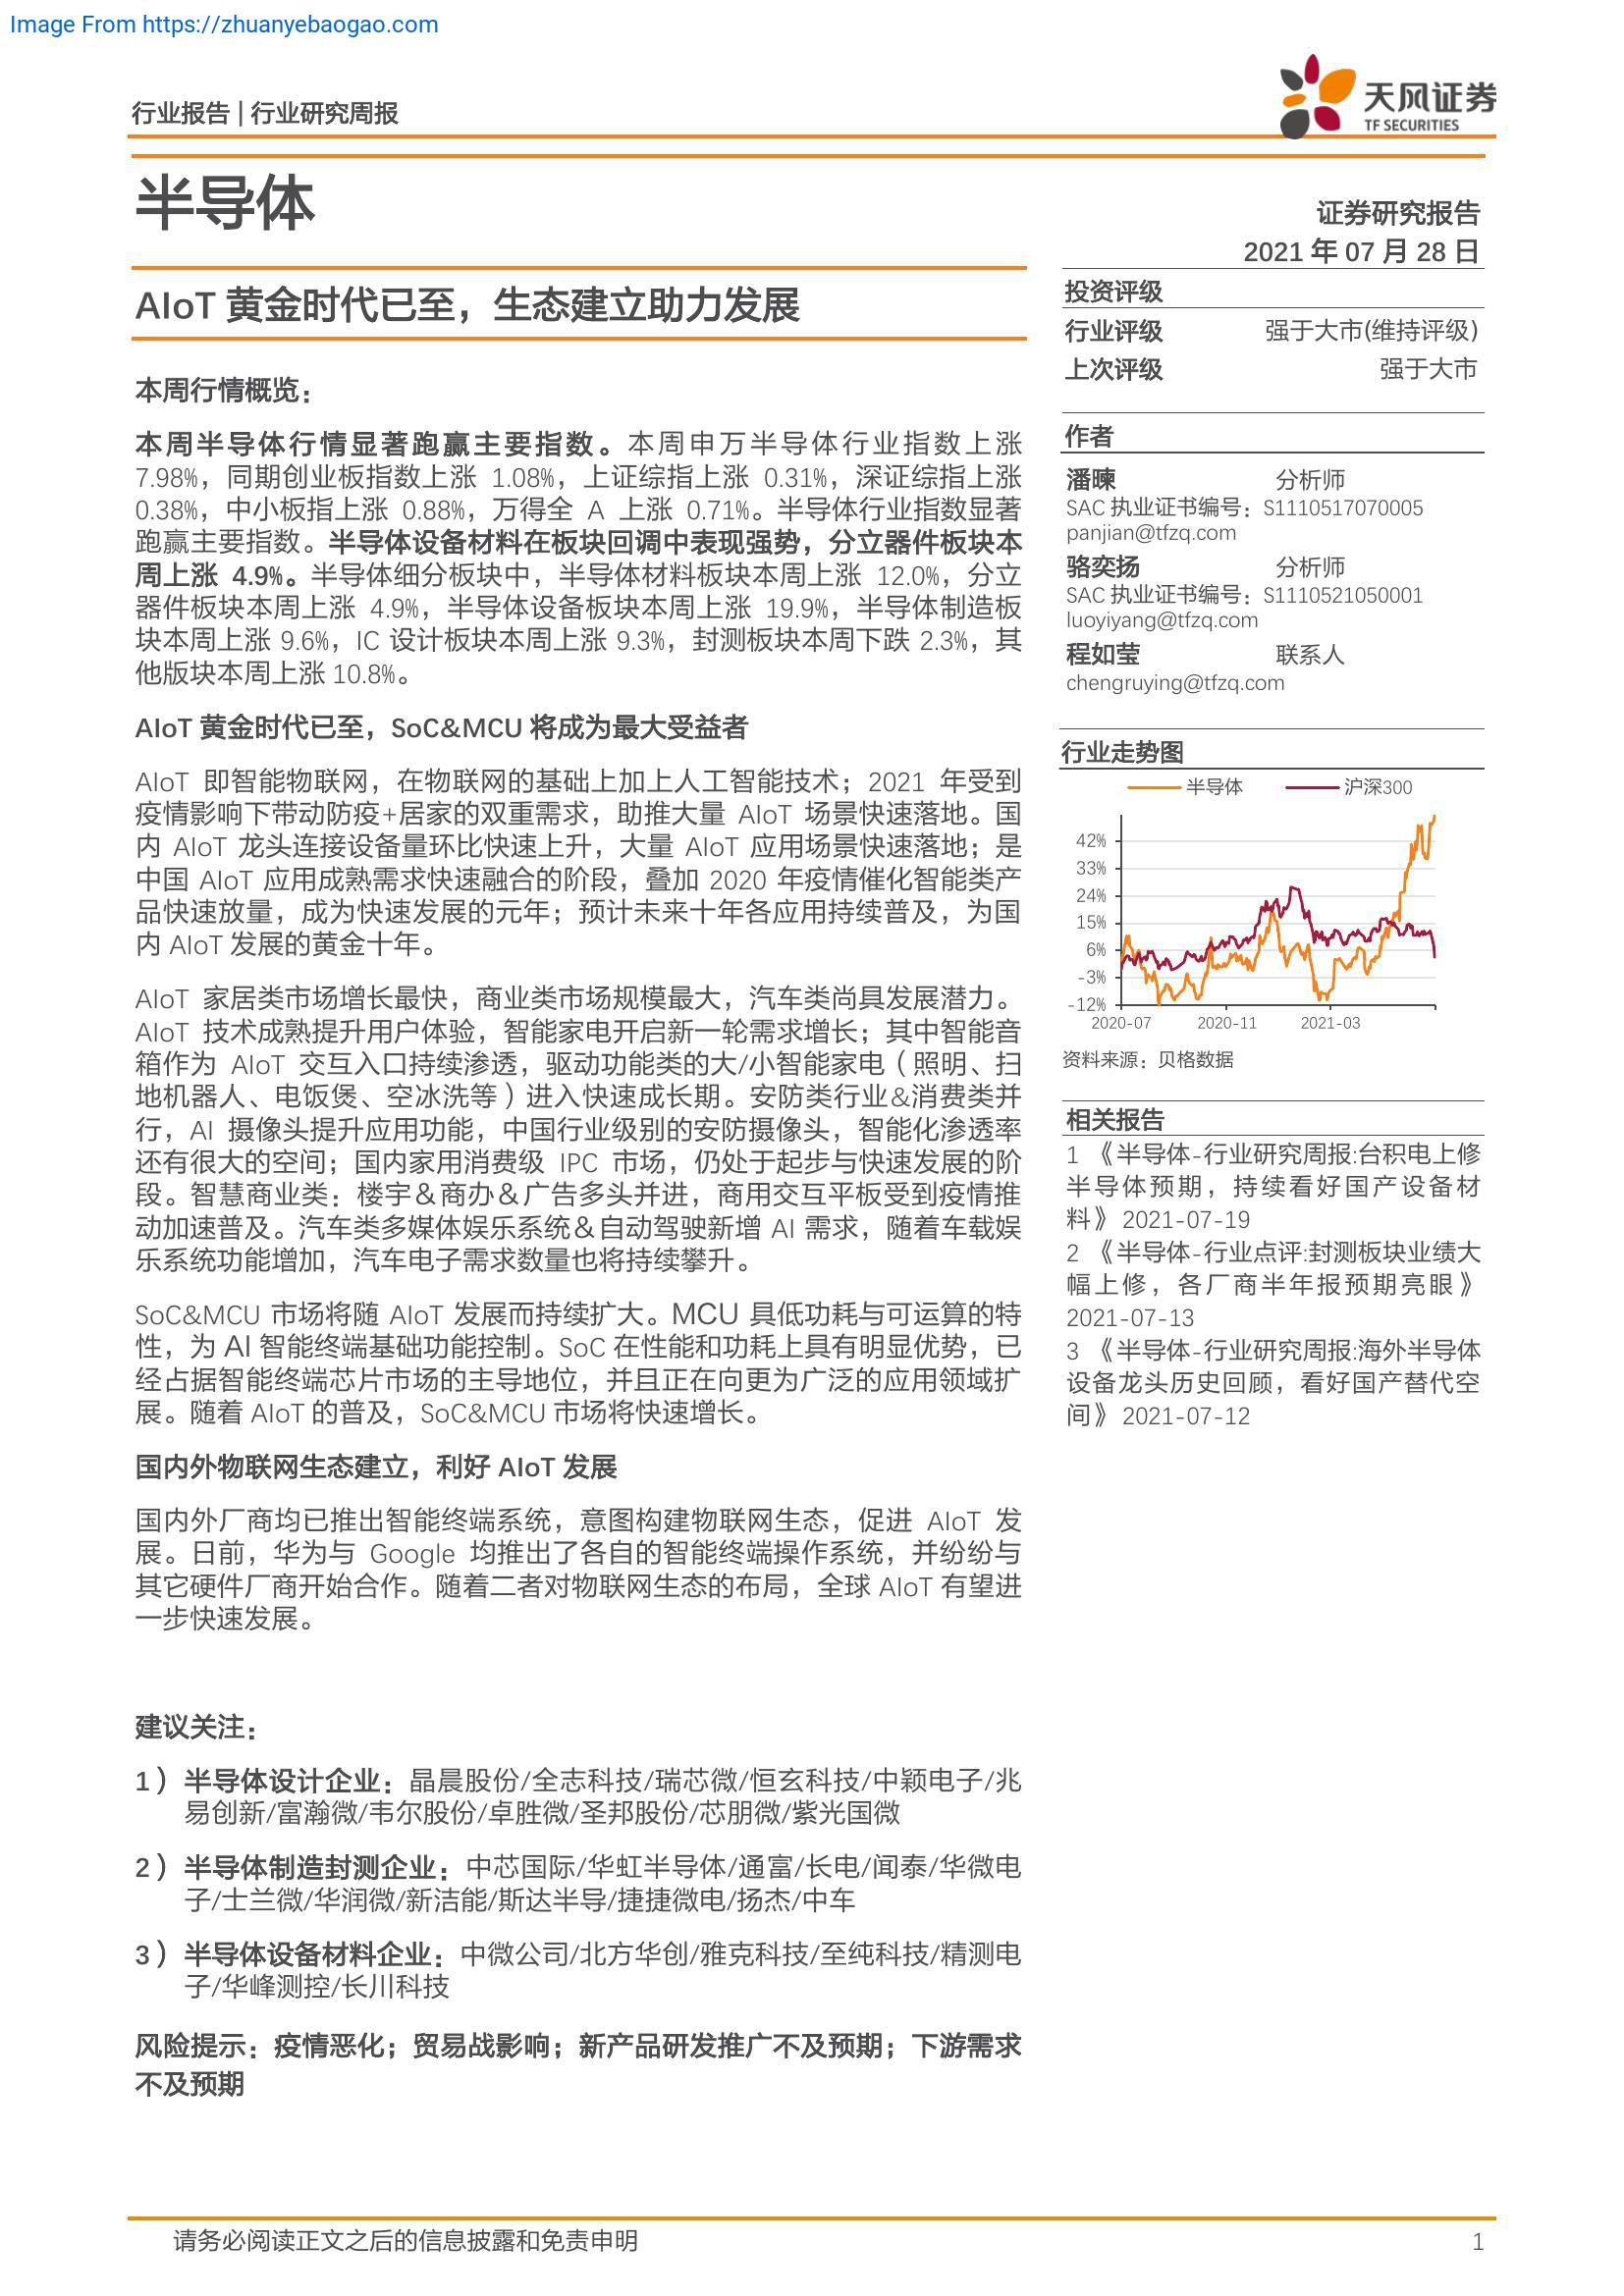 Image From https://zhuanyebaogao.com
行业报告 | 行业研究周报
天风证券
TF SECURITIES
半导体
证券研究报告
2021 年 07 月 28 日
AIoT 黄金时代已至，生态建立助力发展
本周行情概览：
本周半导体行情显著跑赢主要指数。本周申万半导体行业指数上涨
7.98%，同期创业板指数上涨 1.08%，上证综指上涨 0.31%，深证综指上涨
0.38%，中小板指上涨 0.88%，万得全 A 上涨 0.71%。半导体行业指数显著
跑赢主要指数。半导体设备材料在板块回调中表现强势，分立器件板块本
周上涨 4.9%。半导体细分板块中，半导体材料板块本周上涨 12.0%，分立
器件板块本周上涨 4.9%，半导体设备板块本周上涨 19.9%，半导体制造板
块本周上涨 9.6%，IC 设计板块本周上涨 9.3%，封测板块本周下跌 2.3%，其
他版块本周上涨 10.8%。
AIoT 黄金时代已至，SoC&MCU 将成为最大受益者
AIoT 即智能物联网，在物联网的基础上加上人工智能技术；2021 年受到
疫情影响下带动防疫+居家的双重需求，助推大量 AIoT 场景快速落地。国
内 AIoT 龙头连接设备量环比快速上升，大量 AIoT 应用场景快速落地；是
中国 AIoT 应用成熟需求快速融合的阶段，叠加 2020 年疫情催化智能类产
品快速放量，成为快速发展的元年；预计未来十年各应用持续普及，为国
内 AIoT 发展的黄金十年。
AIoT 家居类市场增长最快，商业类市场规模最大，汽车类尚具发展潜力。
AIoT 技术成熟提升用户体验，智能家电开启新一轮需求增长；其中智能音
箱作为 AIoT 交互入口持续渗透，驱动功能类的大/小智能家电（照明、扫
地机器人、电饭煲、空冰洗等）进入快速成长期。安防类行业&消费类并
行，AI 摄像头提升应用功能，中国行业级别的安防摄像头，智能化渗透率
还有很大的空间；国内家用消费级 IPC 市场，仍处于起步与快速发展的阶
段。智慧商业类：楼宇＆商办＆广告多头并进，商用交互平板受到疫情推
动加速普及。汽车类多媒体娱乐系统＆自动驾驶新增 AI 需求，随着车载娱
乐系统功能增加，汽车电子需求数量也将持续攀升。
SoC&MCU 市场将随 AIoT 发展而持续扩大。MCU 具低功耗与可运算的特
性，为 AI 智能终端基础功能控制。SoC 在性能和功耗上具有明显优势，已
经占据智能终端芯片市场的主导地位，并且正在向更为广泛的应用领域扩
展。随着 AIoT 的普及，SoC&MCU 市场将快速增长。
国内外物联网生态建立，利好 AIoT 发展
国内外厂商均已推出智能终端系统，意图构建物联网生态，促进 AIoT 发
展。日前，华为与 Google 均推出了各自的智能终端操作系统，并纷纷与
其它硬件厂商开始合作。随着二者对物联网生态的布局，全球 AIoT 有望进
一步快速发展。
建议关注：
1）半导体设计企业：晶晨股份/全志科技/瑞芯微/恒玄科技/中颖电子/兆
易创新/富瀚微/韦尔股份/卓胜微/圣邦股份/芯朋微/紫光国微
2）半导体制造封测企业：中芯国际/华虹半导体/通富/长电/闻泰/华微电
子/士兰微/华润微/新洁能/斯达半导/捷捷微电/扬杰/中车
3）半导体设备材料企业：中微公司/北方华创/雅克科技/至纯科技/精测电
子/华峰测控/长川科技
风险提示：疫情恶化；贸易战影响；新产品研发推广不及预期；下游需求
不及预期
投资评级
行业评级 强于大市(维持评级)
上次评级 强于大市
作者
潘暕 分析师
SAC 执业证书编号：S1110517070005
panjian@tfzq.com
骆奕扬 分析师
SAC 执业证书编号：S1110521050001
luoyiyang@tfzq.com
程如莹 联系人
chengruying@tfzq.com
行业走势图
半导体 沪深300
42%
33%
24%
15%
6%
-3%
-12%
2020-07 2020-11 2021-03
资料来源：贝格数据
相关报告
1 《半导体-行业研究周报:台积电上修
半导体预期，持续看好国产设备材
料》 2021-07-19
2 《半导体-行业点评:封测板块业绩大
幅上修，各厂商半年报预期亮眼》
2021-07-13
3 《半导体-行业研究周报:海外半导体
设备龙头历史回顾，看好国产替代空
间》 2021-07-12
请务必阅读正文之后的信息披露和免责申明 1